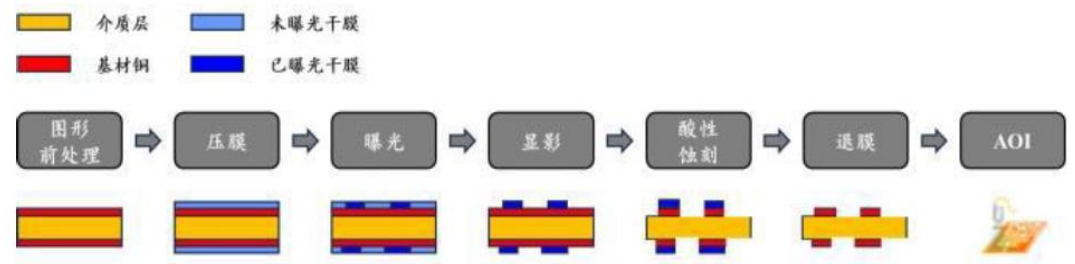 介质层
未曝光干膜
基材铜
已曝光干膜
图形
前处理
压膜
曝光
显影
酸性
蚀刻
退膜
AOI